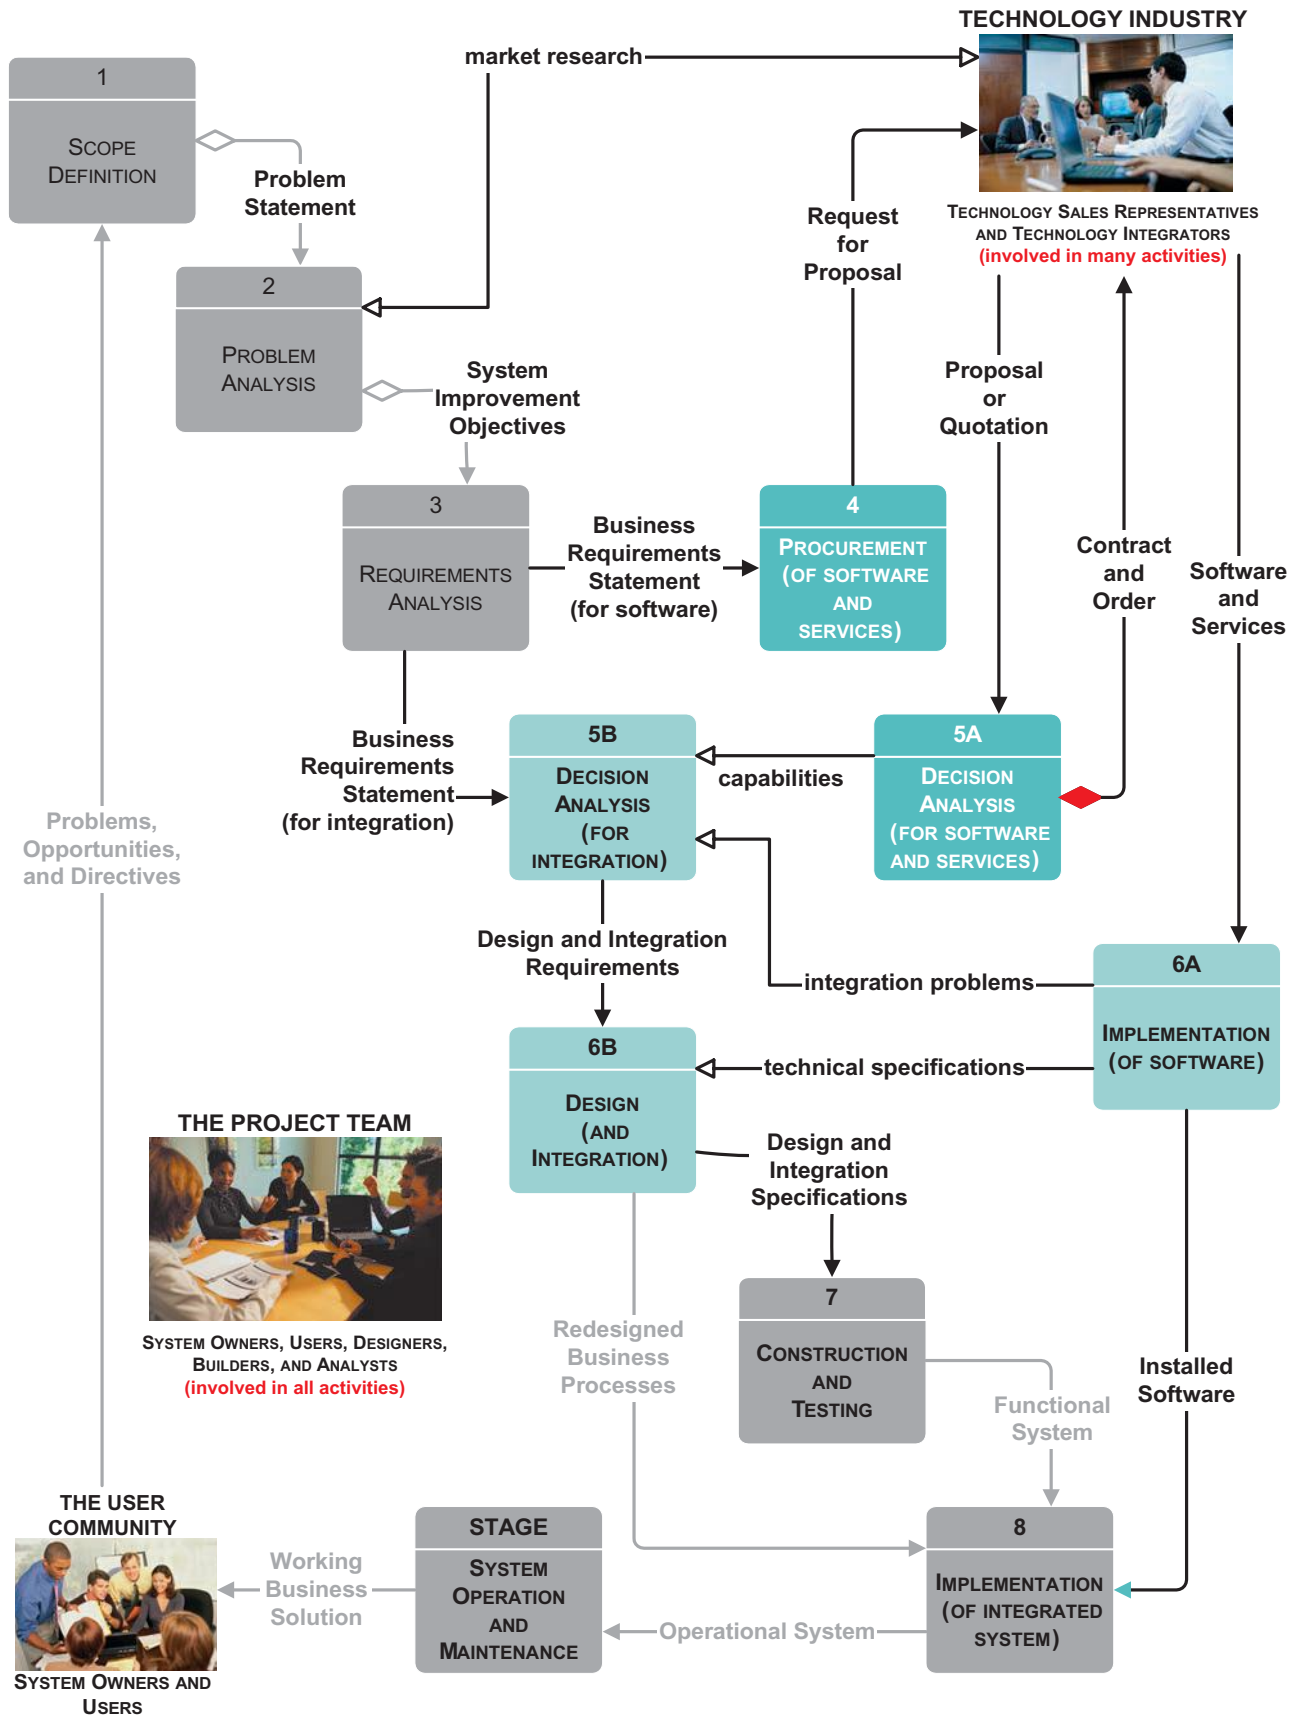 TECHNOLOGY INDUSTRY
market research
1
SCOPE
DEFINITION
Problem
Statement
Request
for
Proposal
TECHNOLOGY SALES REPRESENTATIVES
AND TECHNOLOGY INTEGRATORS
(involved in many activities)
2
PROBLEM
ANALYSIS
System
Improvement
Objectives
Proposal
or
Quotation
3
REQUIREMENTS
ANALYSIS
Business
Requirements
Statement
(for software)
4
PROCUREMENT
(OF SOFTWARE
AND
SERVICES)
Contract
and
Order
Software
and
Services
Business
Requirements
Statement
(for integration)
5B
DECISION
ANALYSIS
(FOR
INTEGRATION)
capabilities
5A
DECISION
ANALYSIS
(FOR SOFTWARE
AND SERVICES)
Problems,
Opportunities,
and Directives
Design and Integration
Requirements
integration problems
6A
IMPLEMENTATION
(OF SOFTWARE)
6B
DESIGN
(AND
INTEGRATION)
technical specifications
THE PROJECT TEAM
Design and
Integration
Specifications
SYSTEM OWNERS, USERS, DESIGNERS,
BUILDERS, AND ANALYSTS
(involved in all activities)
Redesigned
Business
Processes
7
CONSTRUCTION
AND
TESTING
Functional
System
Installed
Software
THE USER
COMMUNITY
Working
Business
Solution
STAGE
SYSTEM
OPERATION
AND
MAINTENANCE
Operational System
8
IMPLEMENTATION
(OF INTEGRATED
SYSTEM)
SYSTEM OWNERS AND
USERS